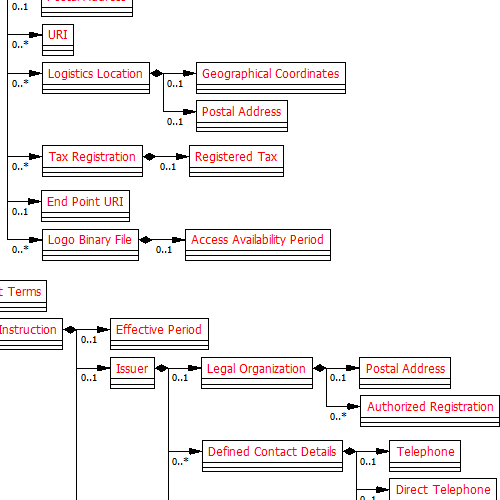 Postal Address
0..1
URI
0..*
Logistics Location
Geographical Coordinates
0..*
0..1
Postal Address
0..1
Tax Registration
Registered Tax
0..*
0..1
End Point URI
0..1
Logo Binary File
Access Availability Period
0..*
0..1
t Terms
Instruction
Effective Period
0..1
Issuer
Legal Organization
Postal Address
0..1
0..1
0..1
Authorized Registration
0..*
Defined Contact Details
Telephone
0..*
0..1
Direct Telephone
0..1